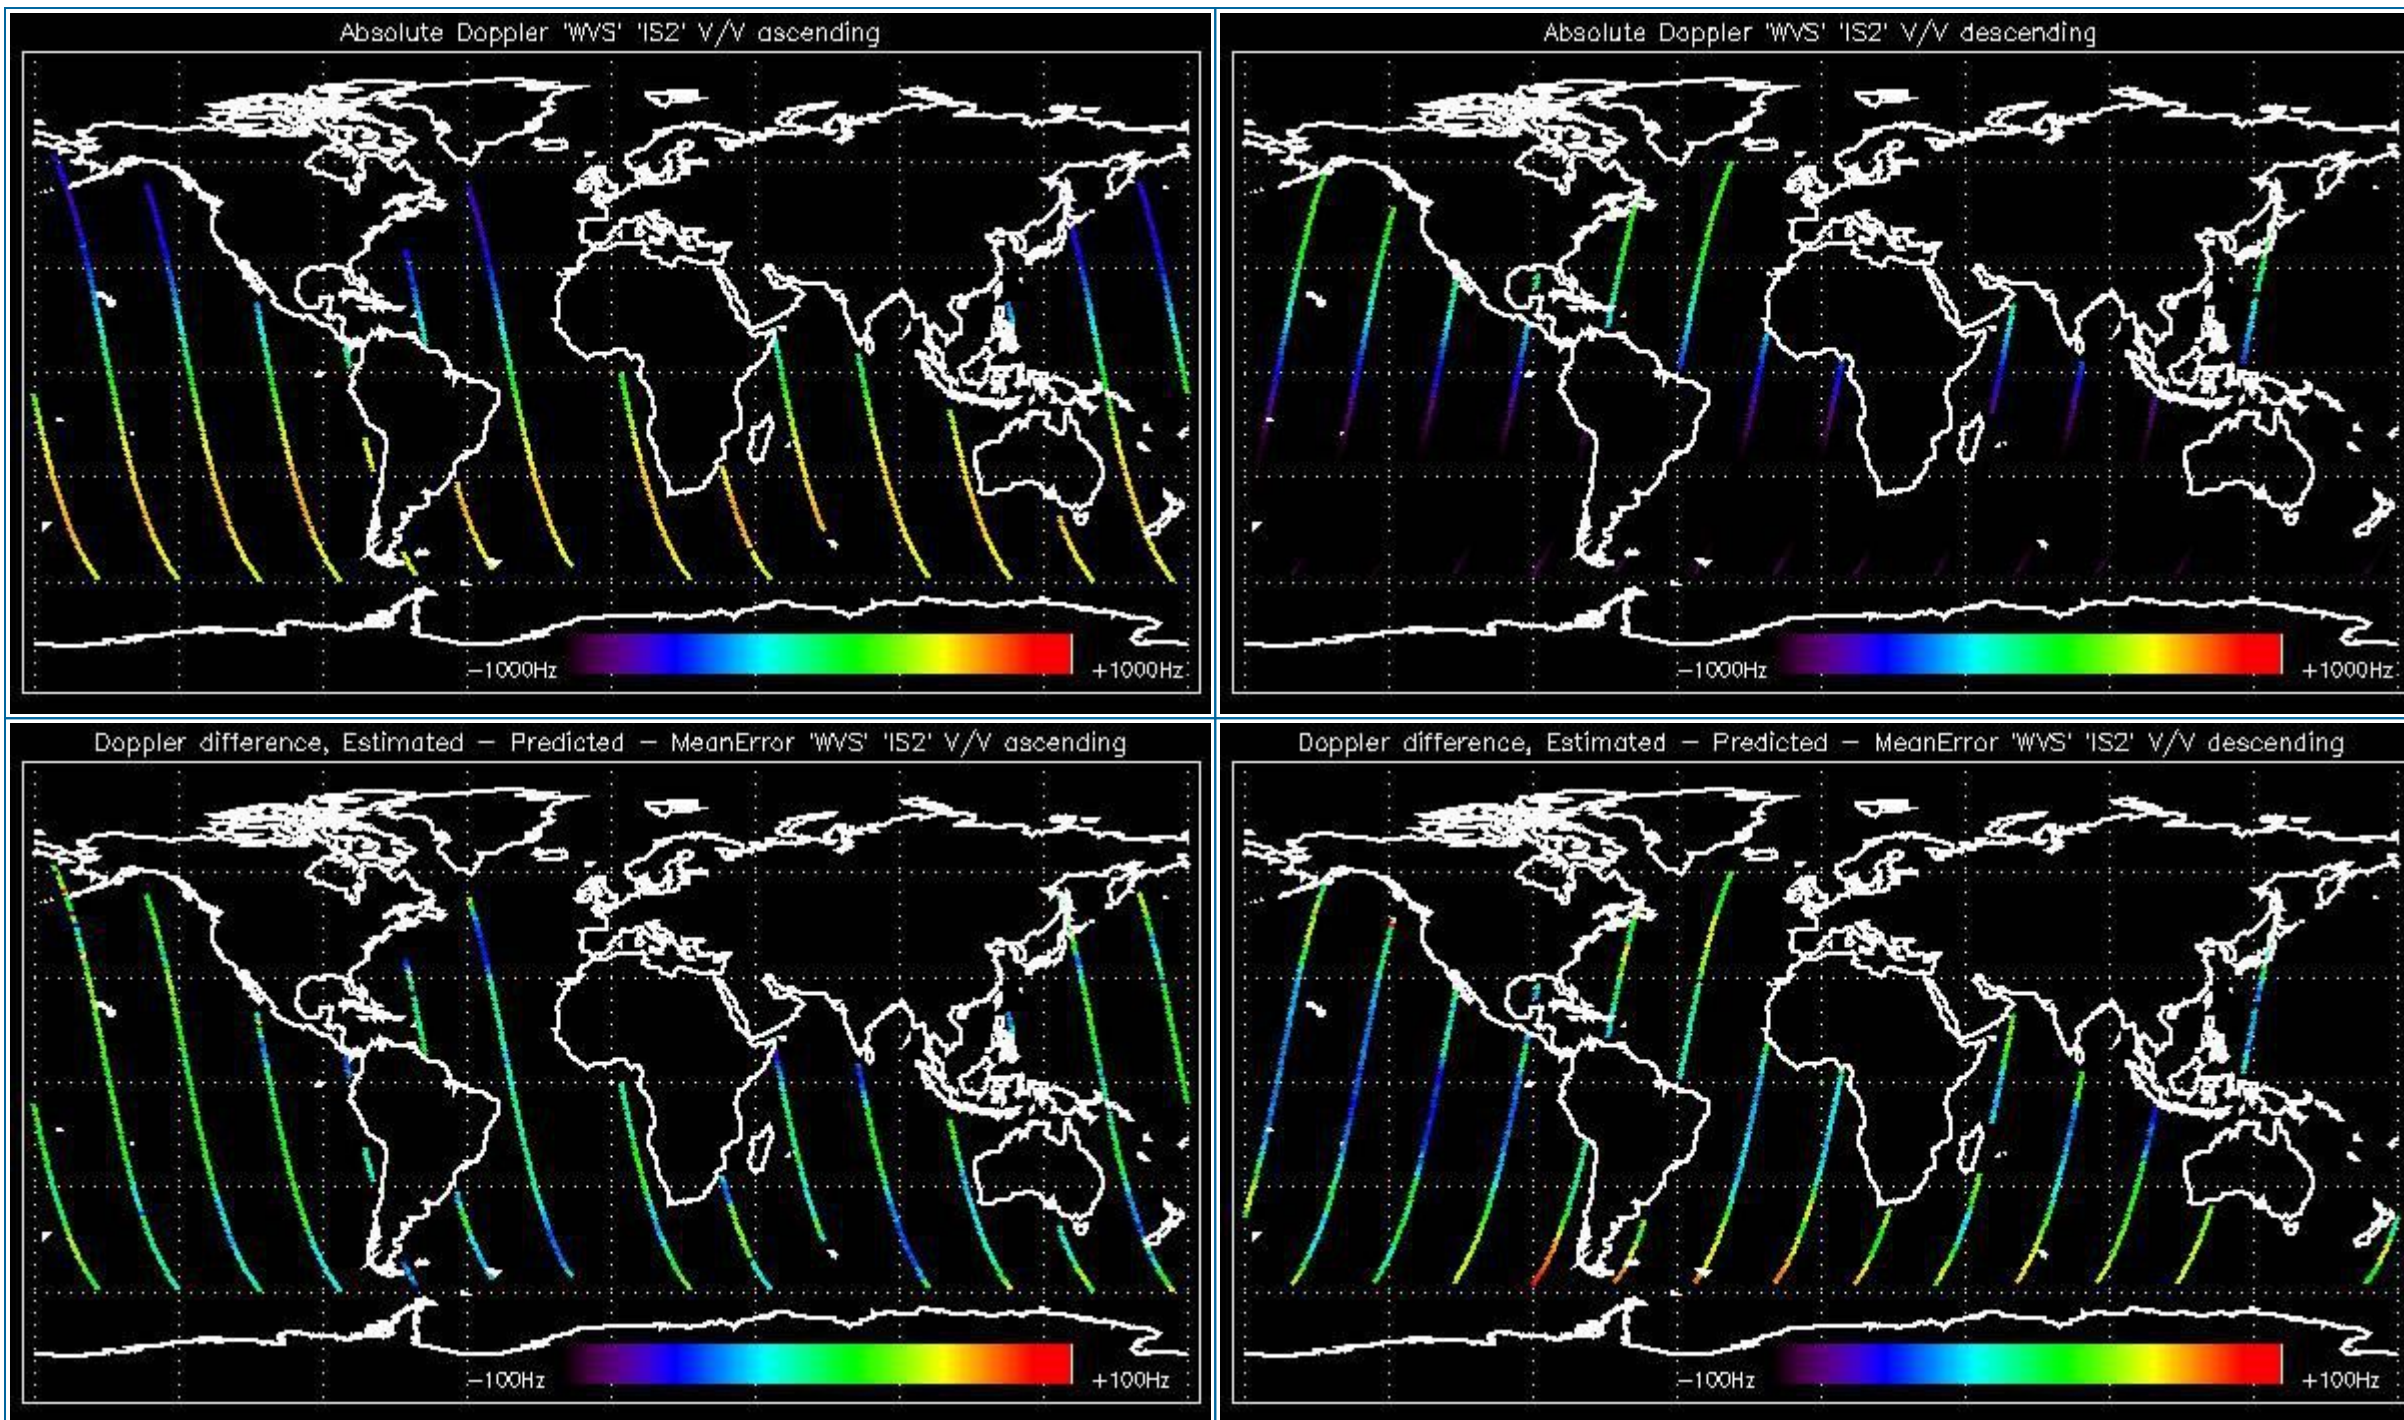 Absolute Doppler 'WVS' 'IS2' V/V ascending
−1000Hz
+1000Hz
Absolute Doppler 'WVS' 'IS2' V/V descending
−1000Hz
+1000Hz
Doppler difference, Estimated − Predicted − MeanError 'WVS' 'IS2' V/V ascending
−100Hz
+100Hz
Doppler difference, Estimated − Predicted − MeanError 'WVS' 'IS2' V/V descending
−100Hz
+100Hz